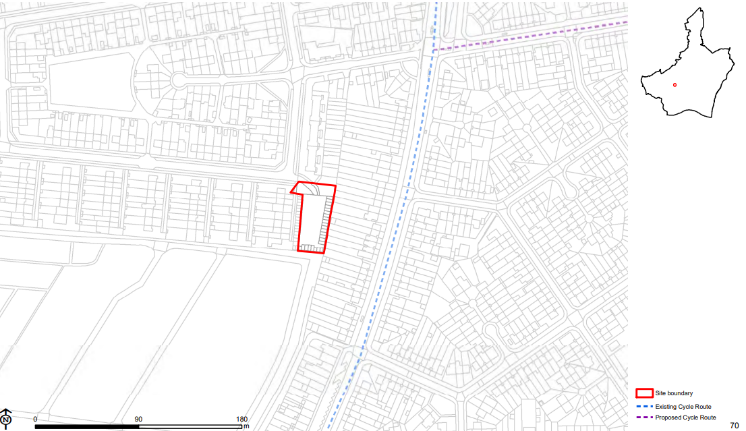 Site boundary
Existing Cycle Route
Proposed Cycle Route
N
0 90 180
m
70